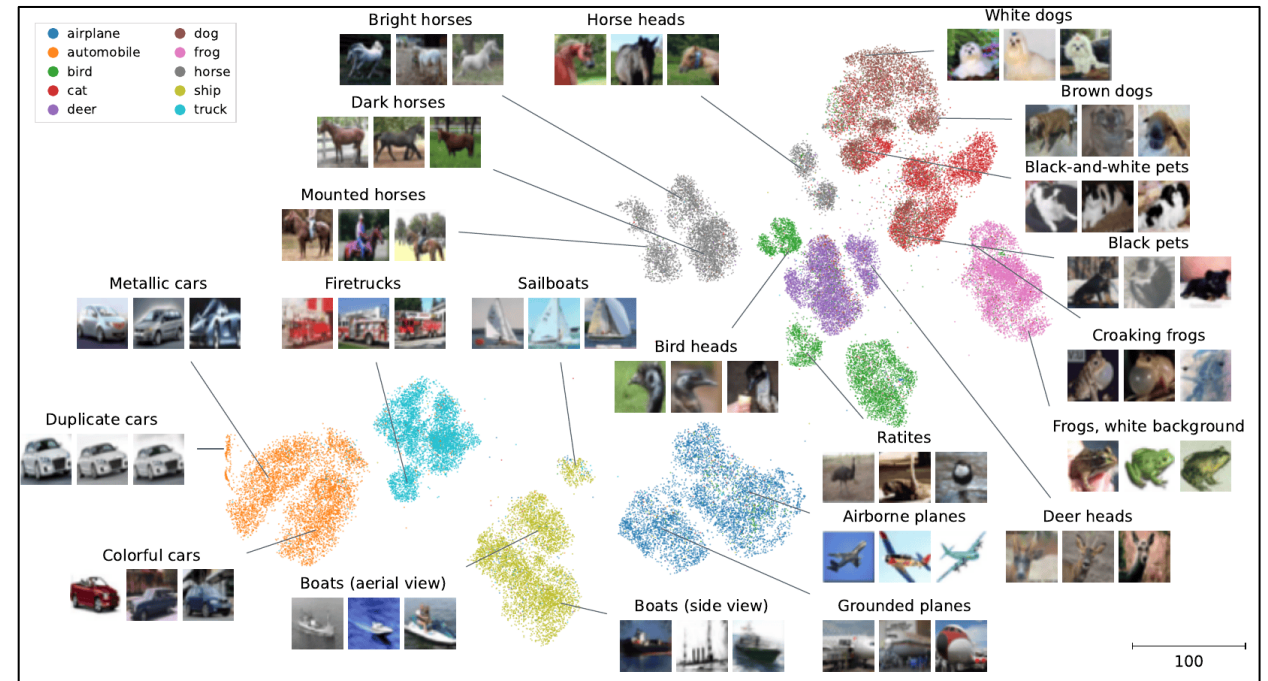 airplane
automobile
bird
cat
deer
dog
frog
horse
ship
truck
Bright horses
Horse heads
White dogs
Dark horses
Brown dogs
Mounted horses
Black-and-white pets
Black pets
Metallic cars
Firetrucks
Sailboats
Bird heads
Croaking frogs
Duplicate cars
Ratites
Frogs, white background
Airborne planes
Deer heads
Colorful cars
Boats (aerial view)
Boats (side view)
Grounded planes
100